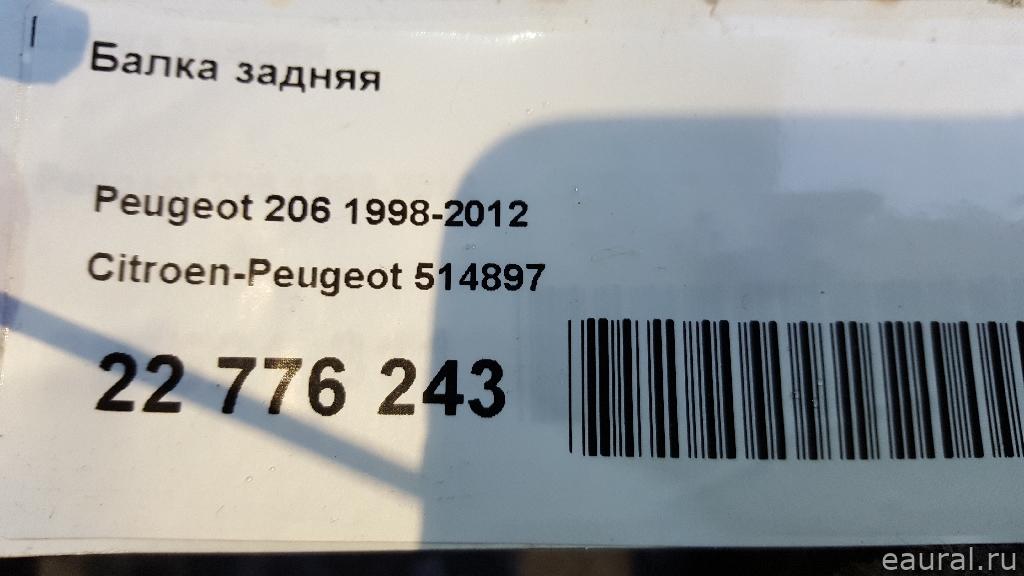 Балка задняя
Peugeot 206 1998-2012
Citroen-Peugeot 514897
22 776 243
eaural.ru